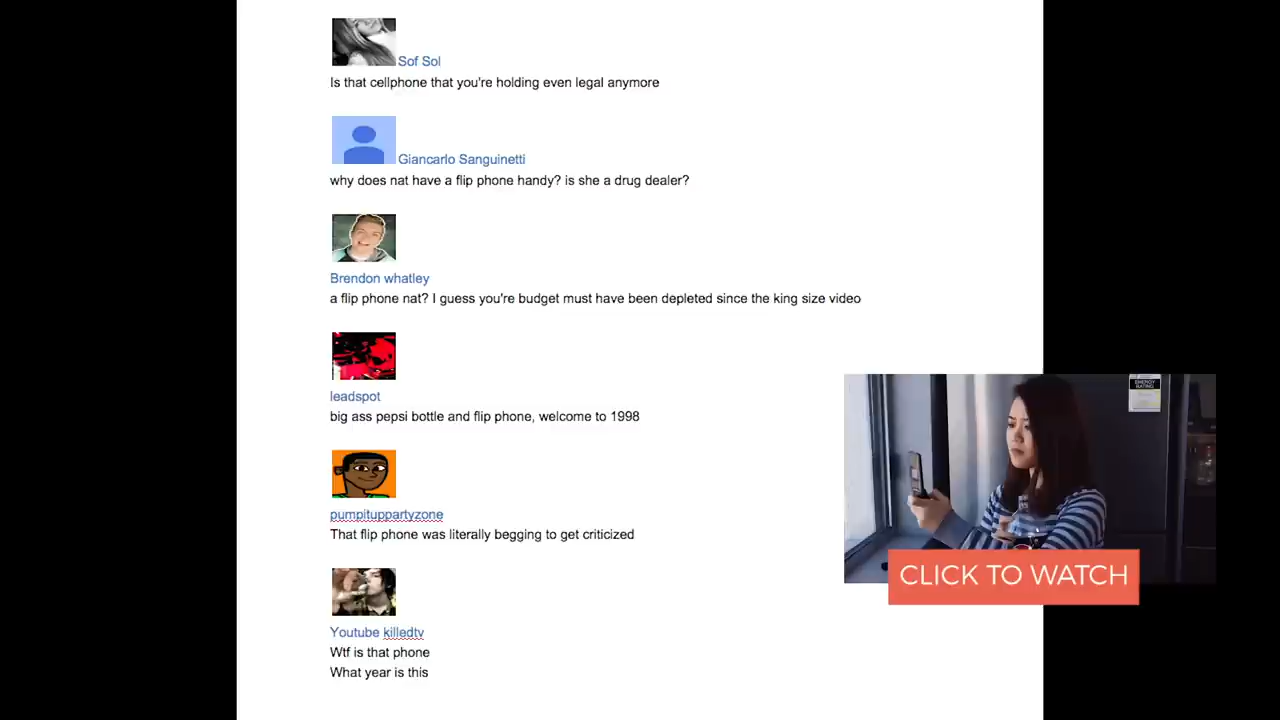 Sof Sol
Is that cellphone that you're holding even legal anymore
Giancarlo Sanguinetti
why does nat have a flip phone handy? is she a drug dealer?
Brendon whatley
a flip phone nat? I guess you're budget must have been depleted since the king size video
leadspot
big ass pepsi bottle and flip phone, welcome to 1998
pumpituppartyzone
That flip phone was literally begging to get criticized
Youtube killedtv
Wtf is that phone
What year is this
ENERGY
RATING
CLICK TO WATCH